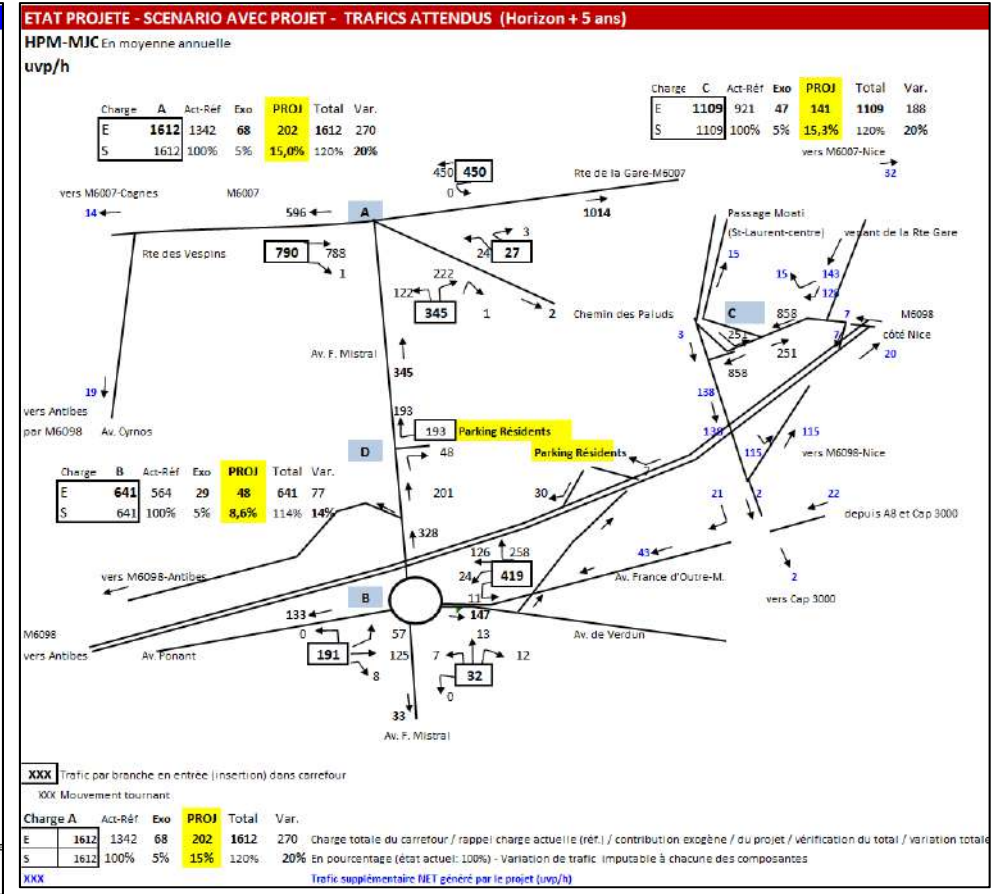 ETAT PROJETE - SCENARIO AVEC PROJET - TRAFICS ATTENDUS (Horizon + 5 ans)
HPM-MJC En moyenne annuelle
uvp/h
Charge A Act-Réf Exo PROJ Total Var.
E 1612 1342 68 202 1612 270
S 1612 100% 5% 15,0% 120% 20%
Charge C Act-Réf Exo PROJ Total Var.
E 1109 921 47 141 1109 188
S 1109 100% 5% 15,3% 120% 20%
vers M6007-Nice
32
450 450
0
Rte de la Gare-M6007
vers M6007-Cagnes M6007
14 596 A 1014
Passage Moati
(St-Laurent-centre) venant de la Rte Gare
Rte des Vespins 790 788
1
3
24 27
15 15 143
126
222
122
345 1
2 Chemin des Paluds
C 858 7 M6098
côté Nice
3 251 7
251 20
858
Av. F. Mistral
345
19
138
vers Antibes
par M6098 Av. Cyrnos
193
193 Parking Résidents
138 115
115 vers M6098-Nice
D 48 Parking Résidents
Charge B Act-Réf Exo PROJ Total Var.
E 641 564 29 48 641 77
S 641 100% 5% 8,6% 114% 14%
201 30
21 2 22
depuis A8 et Cap 3000
328
126 258
43
vers M6098-Antibes
24 419
Av. France d'Outre-M.
2
vers Cap 3000
B 11
133 147
M6098 0 57 13 Av. de Verdun
vers Antibes Av. Ponant 191 125 7 12
8 32
0
33
Av. F. Mistral
XXX Trafic par branche en entrée (insertion) dans carrefour
XXX Mouvement tournant
Charge A Act-Réf Exo PROJ Total Var.
E 1612 1342 68 202 1612 270 Charge totale du carrefour / rappel charge actuelle (réf.) / contribution exogène / du projet / vérification du total / variation totale
S 1612 100% 5% 15% 120% 20% En pourcentage (état actuel: 100%) - Variation de trafic imputable à chacune des composantes
XXX Trafic supplémentaire NET généré par le projet (uvp/h)